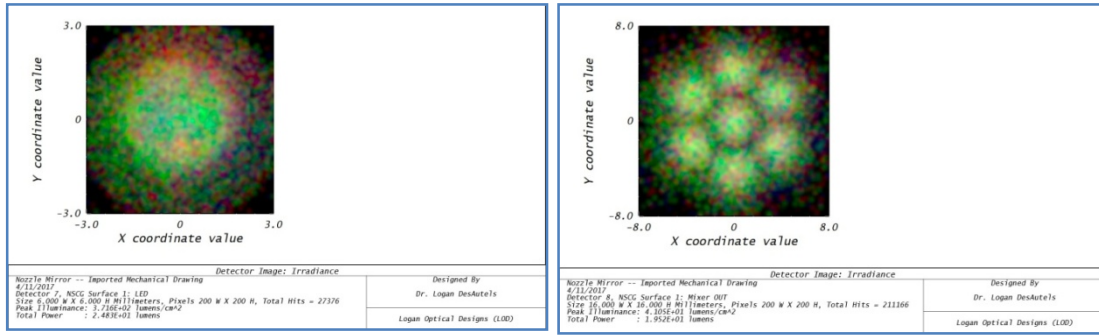 3.0
Y coordinate value
0
-3.0
-3.0
0
3.0
X coordinate value
Detector Image: Irradiance
Nozzle Mirror -- Imported Mechanical Drawing
4/11/2017
Detector 7, NSCG Surface 1: LED
Size 6.000 W X 6.000 H Millimeters, Pixels 200 W X 200 H, Total Hits = 27376
Peak Illuminance: 3.716E+02 lumens/cm^2
Total Power : 2.483E+01 lumens
Designed By
Dr. Logan DesAutels
Logan Optical Designs (LOD)
8.0
Y coordinate value
0
-8.0
-8.0
0
8.0
X coordinate value
Detector Image: Irradiance
Nozzle Mirror -- Imported Mechanical Drawing
4/11/2017
Detector 8, NSCG Surface 1: Mixer OUT
Size 16.000 W X 16.000 H Millimeters, Pixels 200 W X 200 H, Total Hits = 211166
Peak Illuminance: 4.105E+01 lumens/cm^2
Total Power : 1.952E+01 lumens
Designed By
Dr. Logan DesAutels
Logan Optical Designs (LOD)